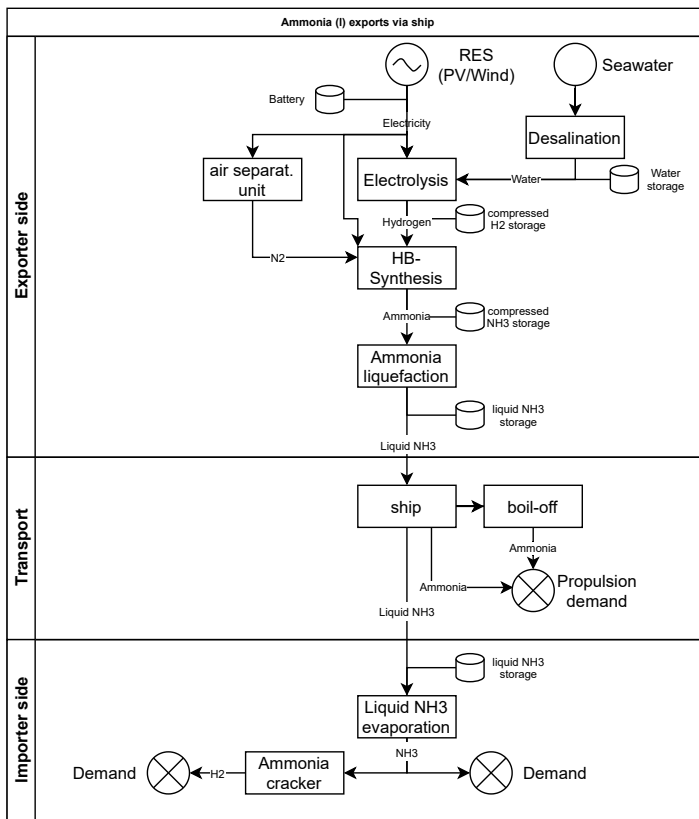 Ammonia (l) exports via ship
Exporter side
RES
(PV/Wind)
Seawater
Battery
Electricity
Desalination
air separat.
unit
Electrolysis
Water
Water
storage
Hydrogen
compressed
H2 storage
N2
HB-
Synthesis
Ammonia
compressed
NH3 storage
Ammonia
liquefaction
liquid NH3
storage
Liquid NH3
Transport
ship
boil-off
Ammonia
Ammonia
Propulsion
demand
Liquid NH3
Importer side
liquid NH3
storage
Liquid NH3
evaporation
NH3
Demand
H2
Ammonia
cracker
Demand